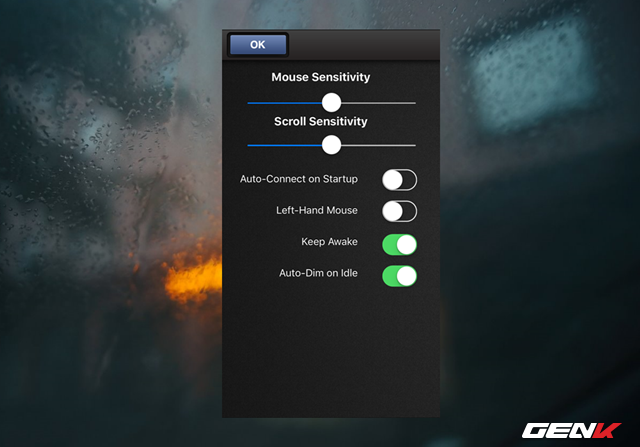 OK
Mouse Sensitivity
Scroll Sensitivity
Auto-Connect on Startup
Left-Hand Mouse
Keep Awake
Auto-Dim on Idle
GENK